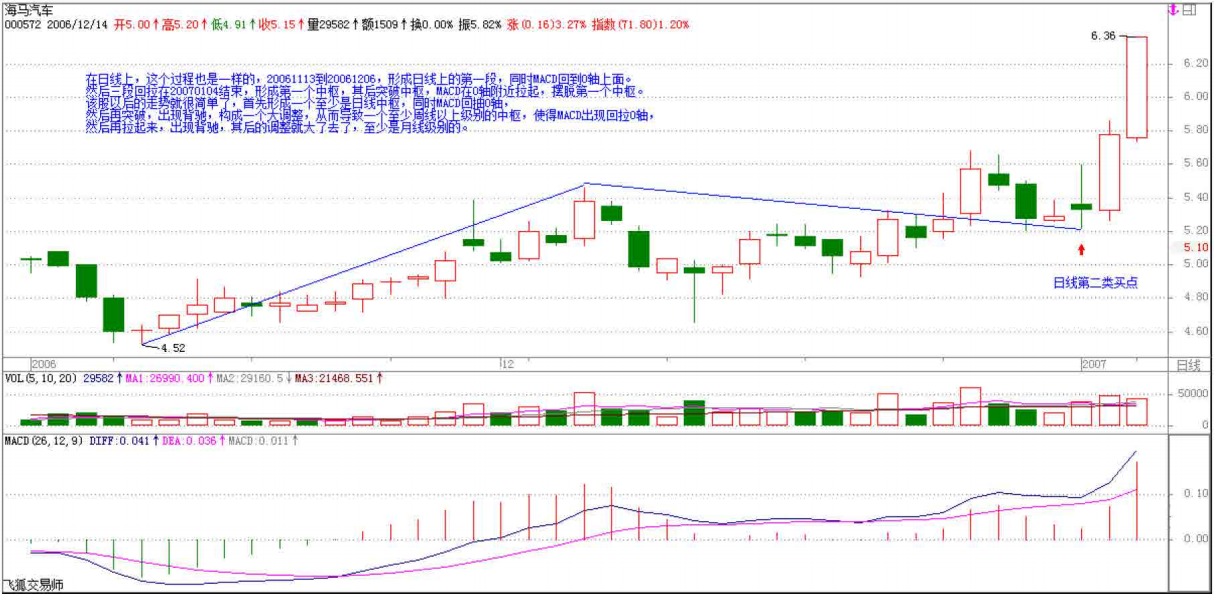 海马汽车
000572 2006/12/14 开5.00↑高5.20↑低4.91↑收5.15↑量29582↑额1509↑换0.00% 振5.82% 涨(0.16)3.27% 指数(71.80)1.20%
6.36
在日线上，这个过程也是一样的，20061113到20061206，形成日线上的第一段，同时MACD回到0轴上面。
然后三段回拉在20070104结束，形成第一个中枢，其后突破中枢，MACD在0轴附近拉起，摆脱第一个中枢。
该股以后的走势就很简单了，首先形成一个至少是日线中枢，同时MACD回抽0轴，
然后再突破，出现背驰，构成一个大调整，从而导致一个至少周线以上级别的中枢，使得MACD出现回拉0轴，
然后再拉起来，出现背驰，其后的调整就大了去了，至少是月线级别的。
6.20
6.00
5.80
5.60
5.40
5.20
5.10
5.00
日线第二类买点
4.80
4.60
4.52
2006
12
2007
日线
VOL(5,10,20) 29582↑MA1:26990.400↑MA2:29160.5↓MA3:21468.551↑
50000
0
MACD(26,12,9) DIFF:0.041↑DEA:0.036↑MACD:0.011↑
0.10
0.00
飞狐交易师